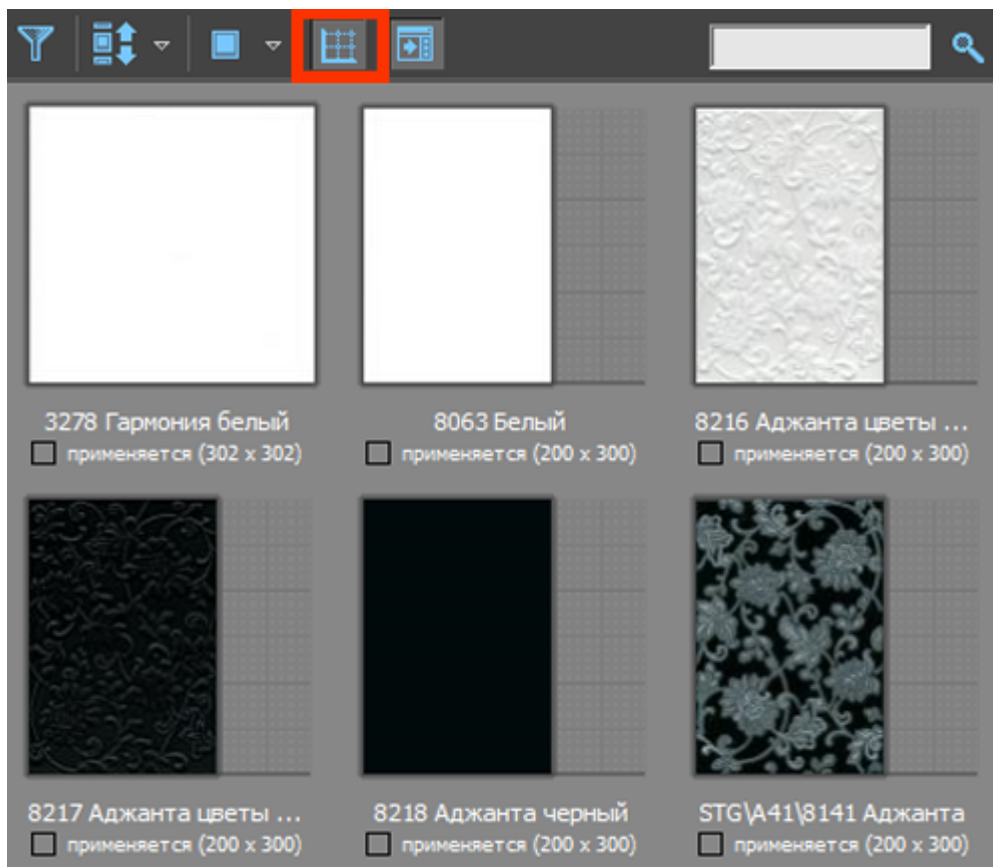 3278 Гармония белый
применяется (302 x 302)
8063 Белый
применяется (200 x 300)
8216 Аджанта цветы ...
применяется (200 x 300)
8217 Аджанта цветы ...
применяется (200 x 300)
8218 Аджанта черный
применяется (200 x 300)
STG\A41\8141 Аджанта
применяется (200 x 300)